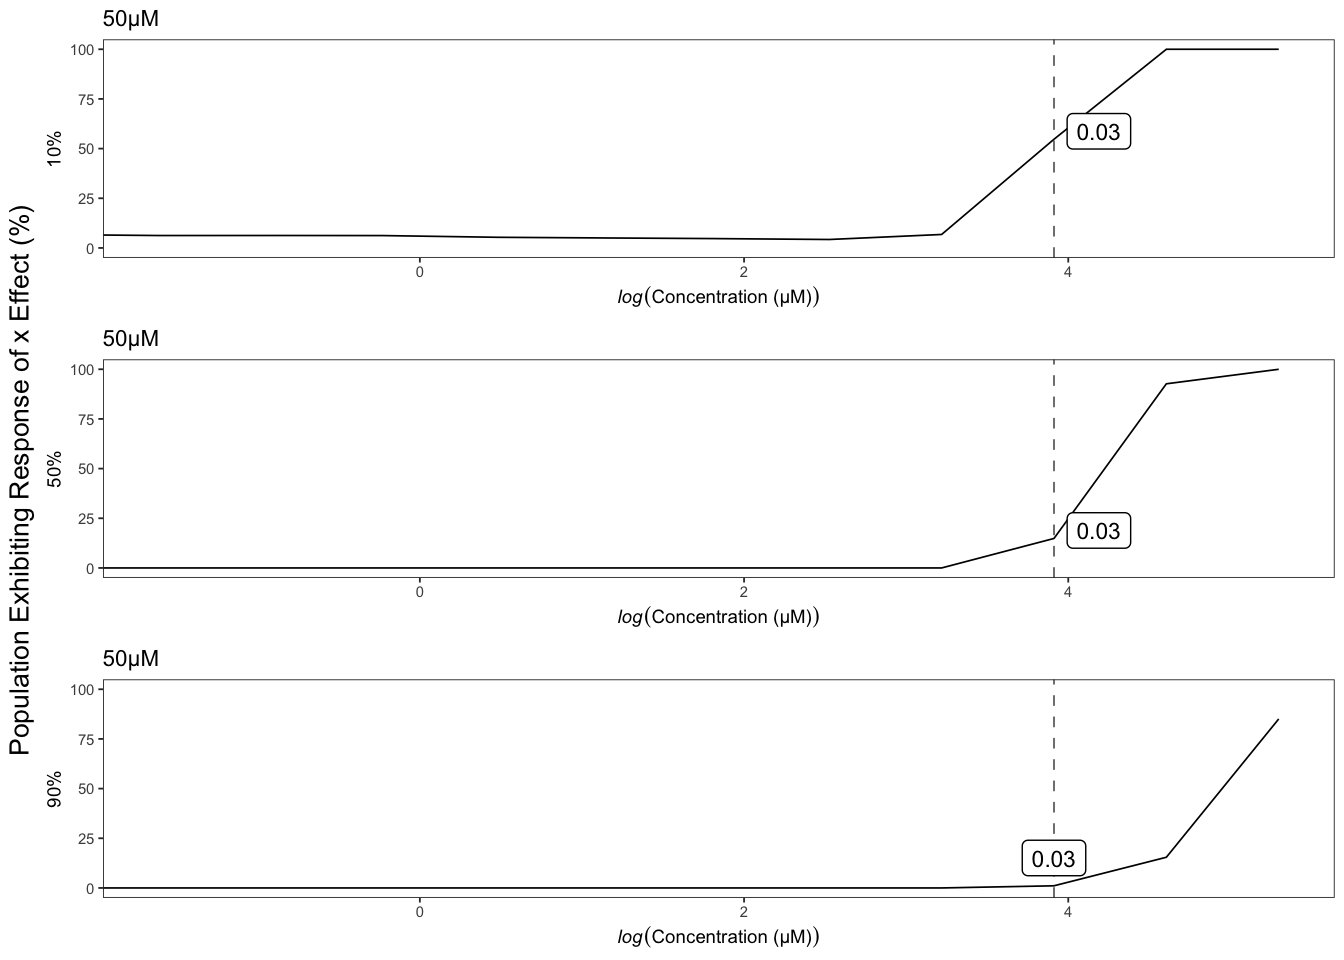 Population Exhibiting Response of x Effect (%)
50µM
10%
100
75
50
25
0
0.03
0 2 4
log(Concentration (µM))
50µM
50%
100
75
50
25
0
0.03
0 2 4
log(Concentration (µM))
50µM
90%
100
75
50
25
0
0.03
0 2 4
log(Concentration (µM))